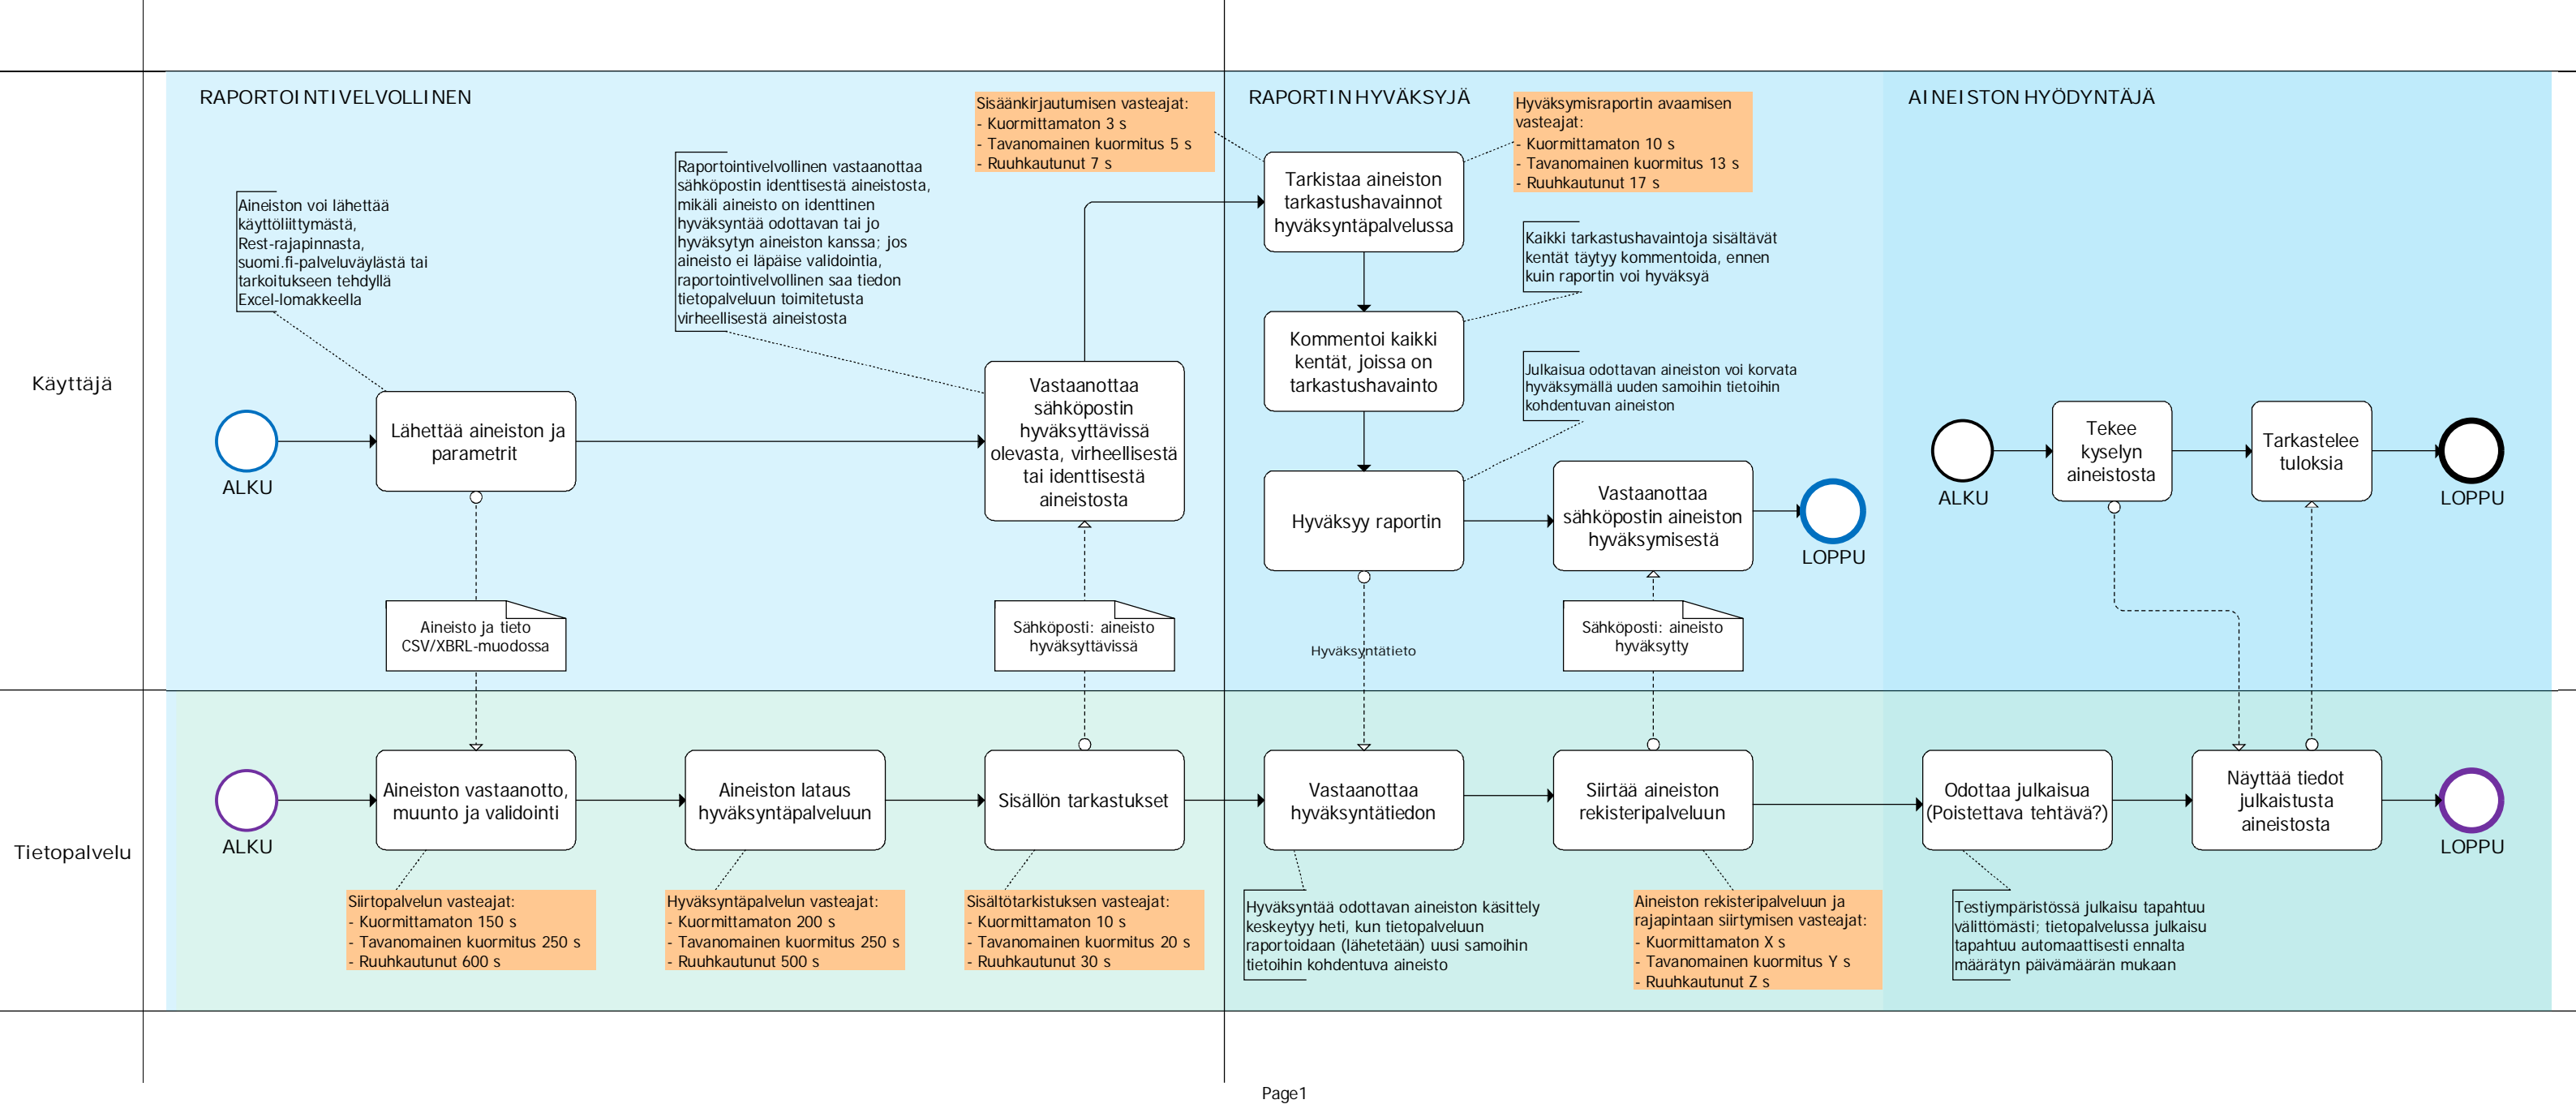 RAPORTOINTIVELVOLLINEN
RAPORTIN HYVÄKSYJÄ
AINEISTON HYÖDYNTÄJÄ
Käyttäjä
Aineiston voi lähettää
käyttöliittymästä,
Rest-rajapinnasta,
suomi.fi-palveluväylästä tai
tarkoitukseen tehdyllä
Excel-lomakkeella
Raportointivelvollinen vastaanottaa
sähköpostin identtisestä aineistosta,
mikäli aineisto on identtinen
hyväksyntää odottavan tai jo
hyväksytyn aineiston kanssa; jos
aineisto ei läpäise validointia,
raportointivelvollinen saa tiedon
tietopalveluun toimitetusta
virheellisestä aineistosta
Sisäänkirjautumisen vasteajat:
- Kuormittamaton 3 s
- Tavanomainen kuormitus 5 s
- Ruuhkautunut 7 s
ALKU
Lähettää aineiston ja
parametrit
Vastaanottaa
sähköpostin
hyväksyttävissä
olevasta, virheellisestä
tai identtisestä
aineistosta
Aineisto ja tieto
CSV/XBRL-muodossa
Sähköposti: aineisto
hyväksyttävissä
Tarkistaa aineiston
tarkastushavainnot
hyväksyntäpalvelussa
Hyväksymisraportin avaamisen
vasteajat:
- Kuormittamaton 10 s
- Tavanomainen kuormitus 13 s
- Ruuhkautunut 17 s
Kaikki tarkastushavaintoja sisältävät
kentät täytyy kommentoida, ennen
kuin raportin voi hyväksyä
Kommentoi kaikki
kentät, joissa on
tarkastushavainto
Julkaisua odottavan aineiston voi korvata
hyväksymällä uuden samoihin tietoihin
kohdentuvan aineiston
Hyväksyy raportin
Vastaanottaa
sähköpostin aineiston
hyväksymisestä
LOPPU
Hyväksyntätieto
Sähköposti: aineisto
hyväksytty
ALKU
Tekee
kyselyn
aineistosta
Tarkastelee
tuloksia
LOPPU
Tietopalvelu
ALKU
Aineiston vastaanotto,
muunto ja validointi
Aineiston lataus
hyväksyntäpalveluun
Sisällön tarkastukset
Vastaanottaa
hyväksyntätiedon
Siirtää aineiston
rekisteripalveluun
Odottaa julkaisua
(Poistettava tehtävä?)
Näyttää tiedot
julkaistusta
aineistosta
LOPPU
Siirtopalvelun vasteajat:
- Kuormittamaton 150 s
- Tavanomainen kuormitus 250 s
- Ruuhkautunut 600 s
Hyväksyntäpalvelun vasteajat:
- Kuormittamaton 200 s
- Tavanomainen kuormitus 250 s
- Ruuhkautunut 500 s
Sisältötarkistuksen vasteajat:
- Kuormittamaton 10 s
- Tavanomainen kuormitus 20 s
- Ruuhkautunut 30 s
Hyväksyntää odottavan aineiston käsittely
keskeytyy heti, kun tietopalveluun
raportoidaan (lähetetään) uusi samoihin
tietoihin kohdentuva aineisto
Aineiston rekisteripalveluun ja
rajapintaan siirtymisen vasteajat:
- Kuormittamaton X s
- Tavanomainen kuormitus Y s
- Ruuhkautunut Z s
Testiympäristössä julkaisu tapahtuu
välittömästi; tietopalvelussa julkaisu
tapahtuu automaattisesti ennalta
määrätyn päivämäärän mukaan
Page1